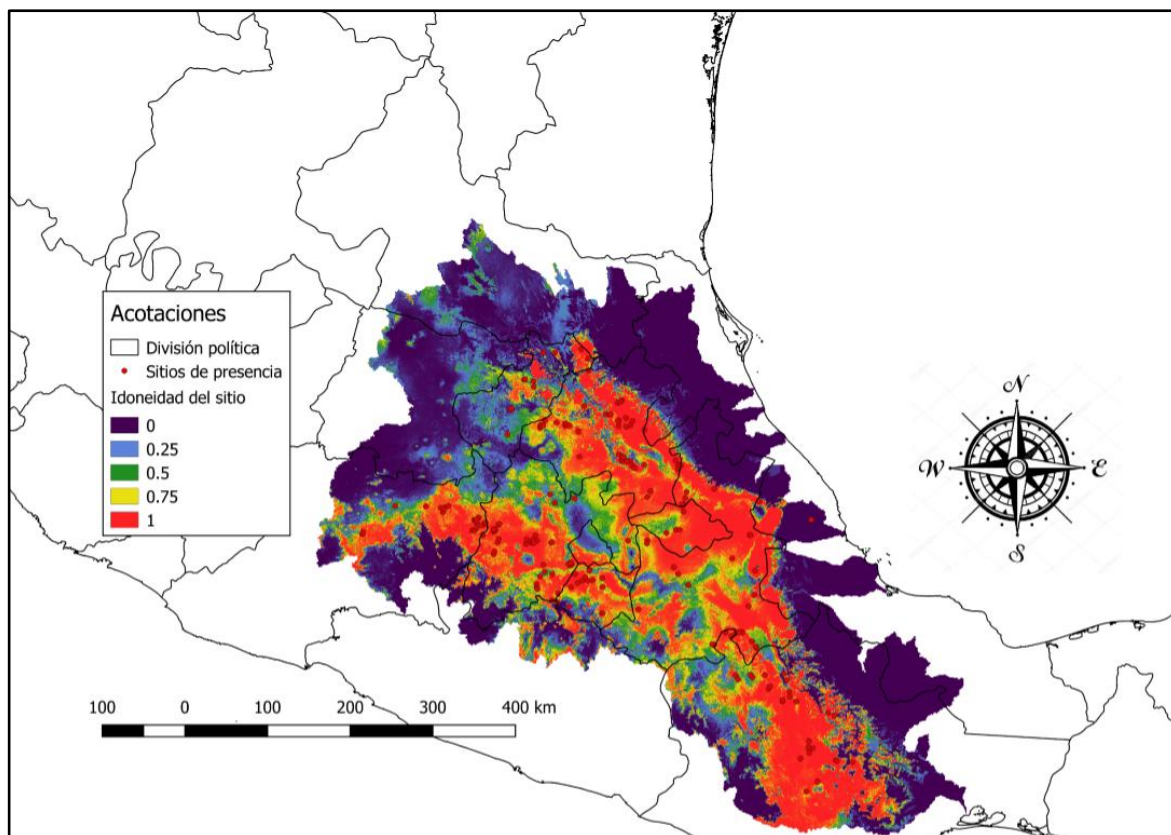 Acotaciones
División política
Sitios de presencia
Idoneidad del sitio
0
0.25
0.5
0.75
1
N
W
E
S
100 0 100 200 300 400 km